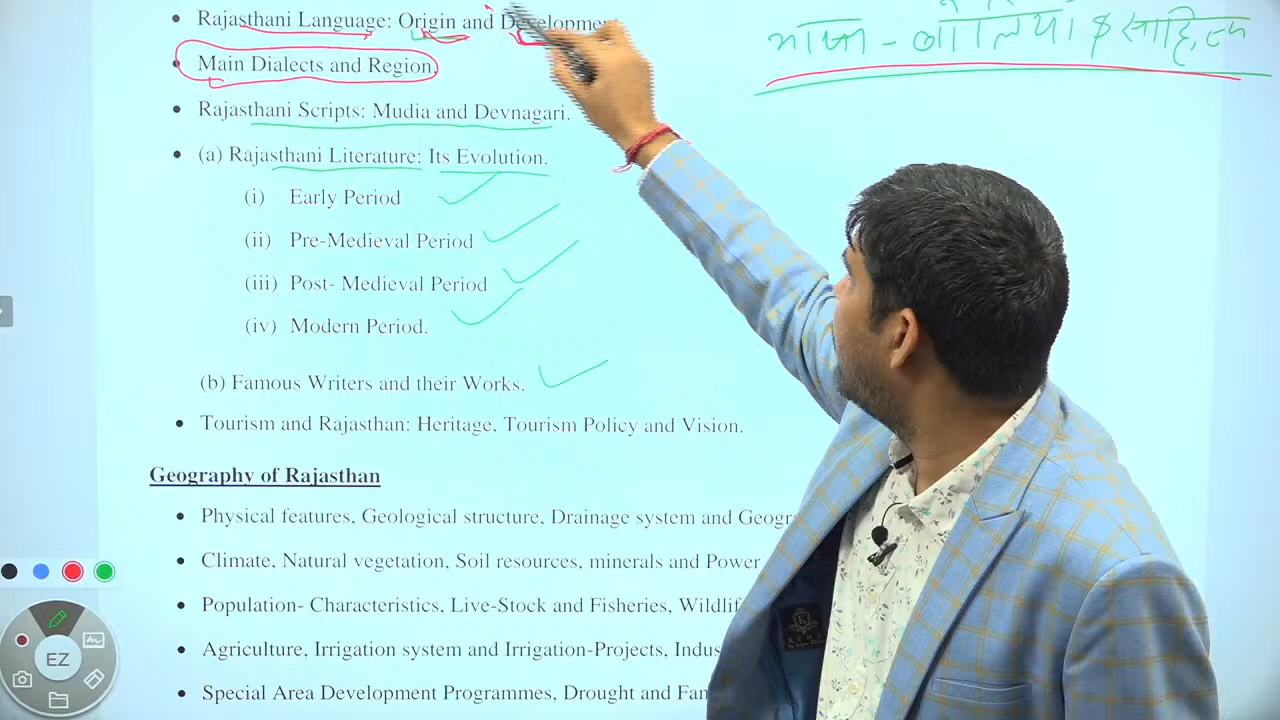 Rajasthani Language: Origin and
भाषा - बोलियाँ
• Main Dialects and Region
• Rajasthani Scripts: Mudia and Devnagari.
• (a) Rajasthani Literature: Its Evolution.
(i) Early Period
(ii) Pre-Medieval Period
(iii) Post- Medieval Period
(iv) Modern Period.
(b) Famous Writers and their Works.
• Tourism and Rajasthan: Heritage, Tourism Policy and Vision.
Geography of Rajasthan
• Physical features, Geological structure, Drainage system and
• Climate, Natural vegetation, Soil resources, minerals and Power
• Population- Characteristics, Live-Stock and Fisheries,
• Agriculture, Irrigation system and Irrigation-Projects,
• Special Area Development Programmes, Drought and
EZ
K